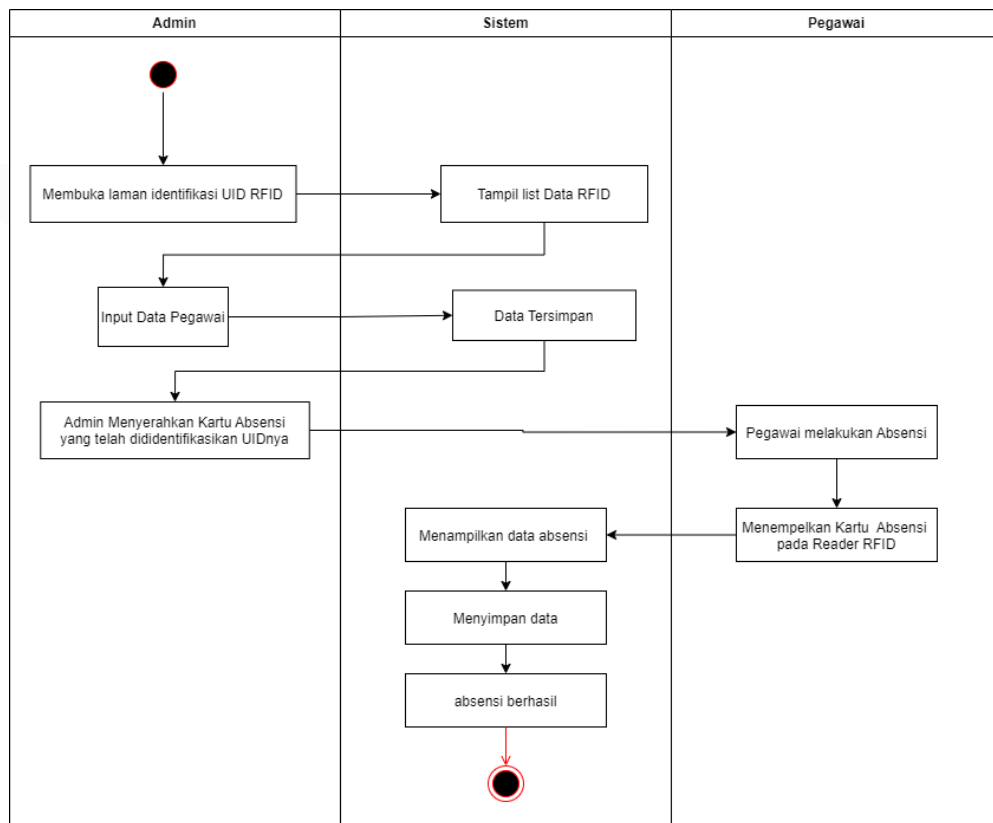 Admin
Sistem
Pegawai
Membuka laman identifikasi UID RFID
Tampil list Data RFID
Input Data Pegawai
Data Tersimpan
Admin Menyerahkan Kartu Absensi
yang telah dididentifikasikan UIDnya
Pegawai melakukan Absensi
Menempelkan Kartu Absensi
pada Reader RFID
Menampilkan data absensi
Menyimpan data
absensi berhasil